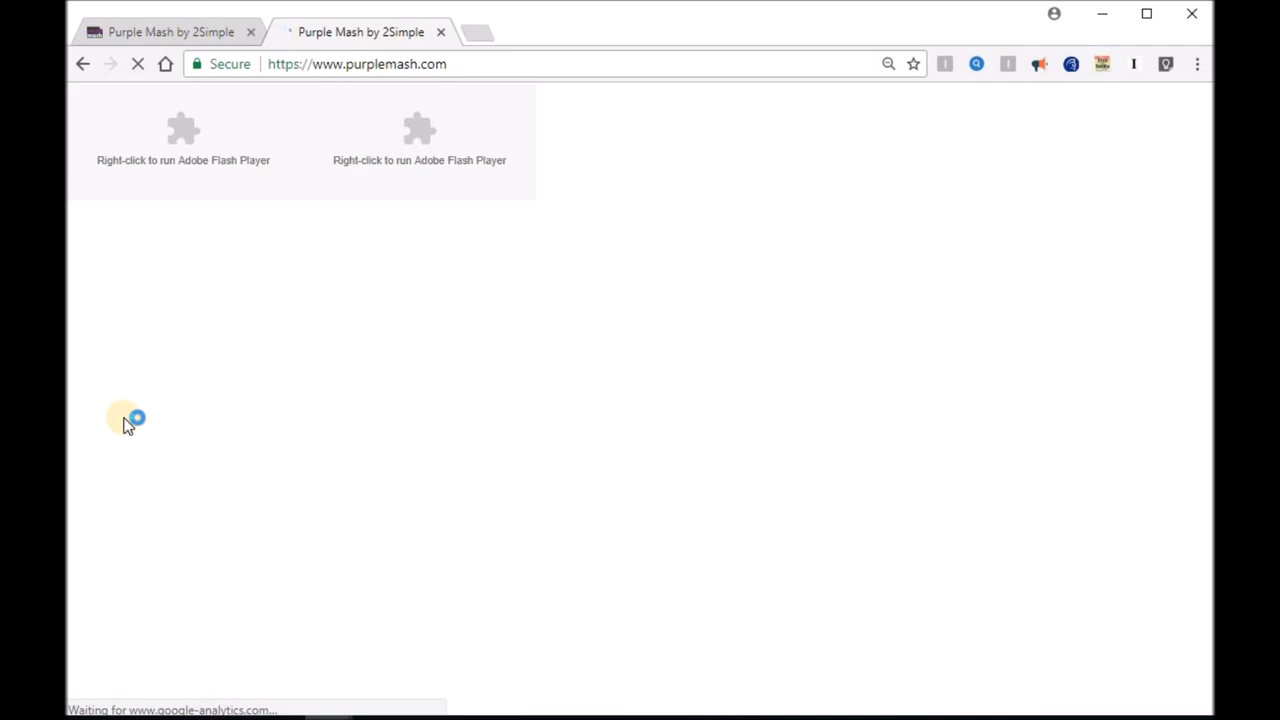 Purple Mash by 2Simple
Purple Mash by 2Simple
Secure https://www.purplemash.com
Right-click to run Adobe Flash Player
Right-click to run Adobe Flash Player
Waiting for www.google-analytics.com...